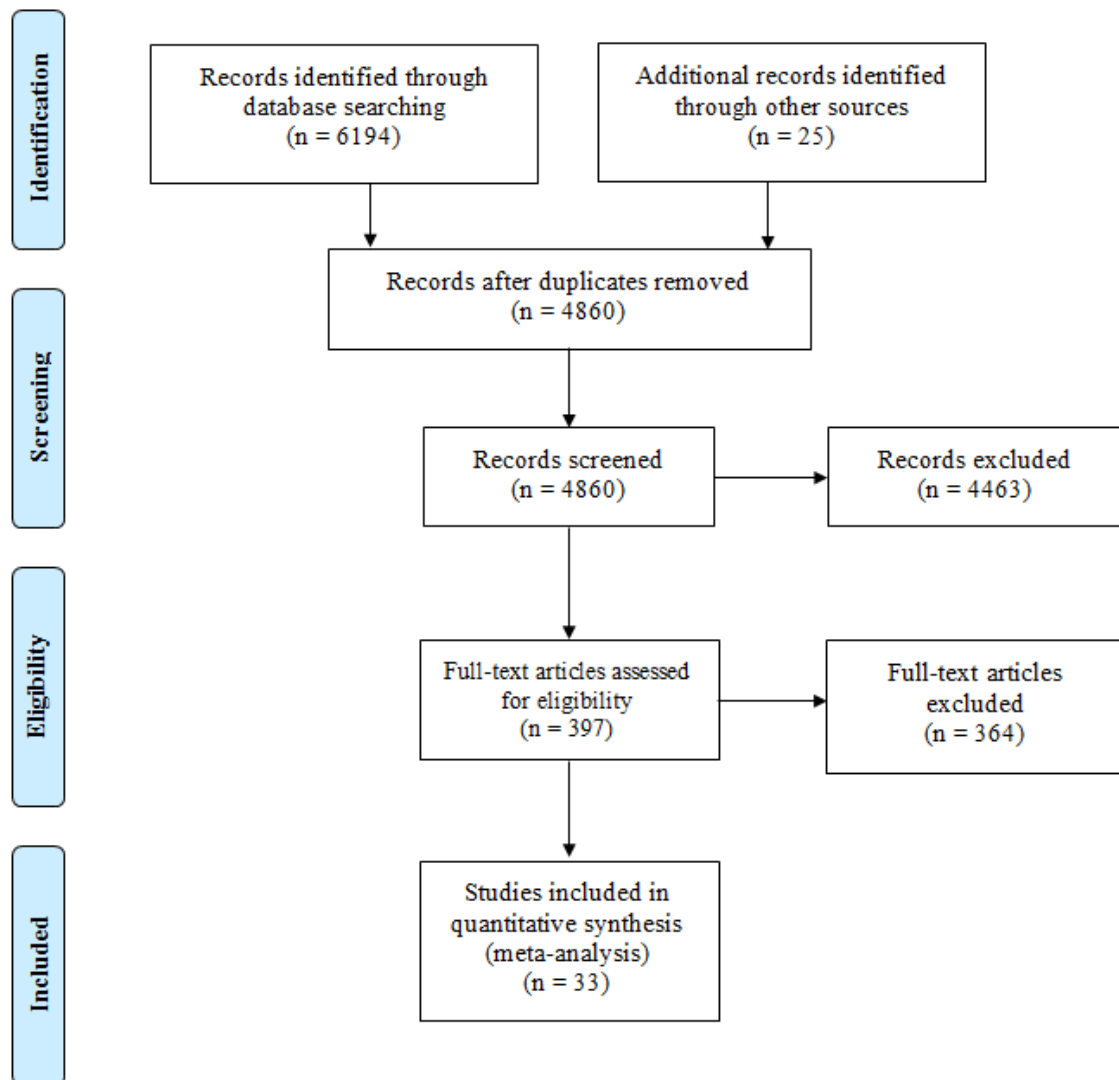 Identification
Records identified through
database searching
(n = 6194)
Additional records identified
through other sources
(n = 25)
Records after duplicates removed
(n = 4860)
Screening
Records screened
(n = 4860)
Records excluded
(n = 4463)
Eligibility
Full-text articles assessed
for eligibility
(n = 397)
Full-text articles
excluded
(n = 364)
Included
Studies included in
quantitative synthesis
(meta-analysis)
(n = 33)